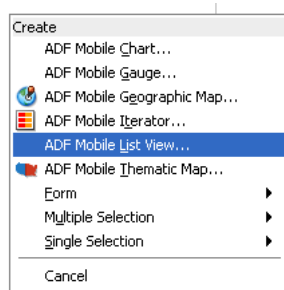 Create
ADF Mobile Chart...
ADF Mobile Gauge...
ADF Mobile Geographic Map...
ADF Mobile Iterator...
ADF Mobile List View...
ADF Mobile Thematic Map...
Form
Multiple Selection
Single Selection
Cancel